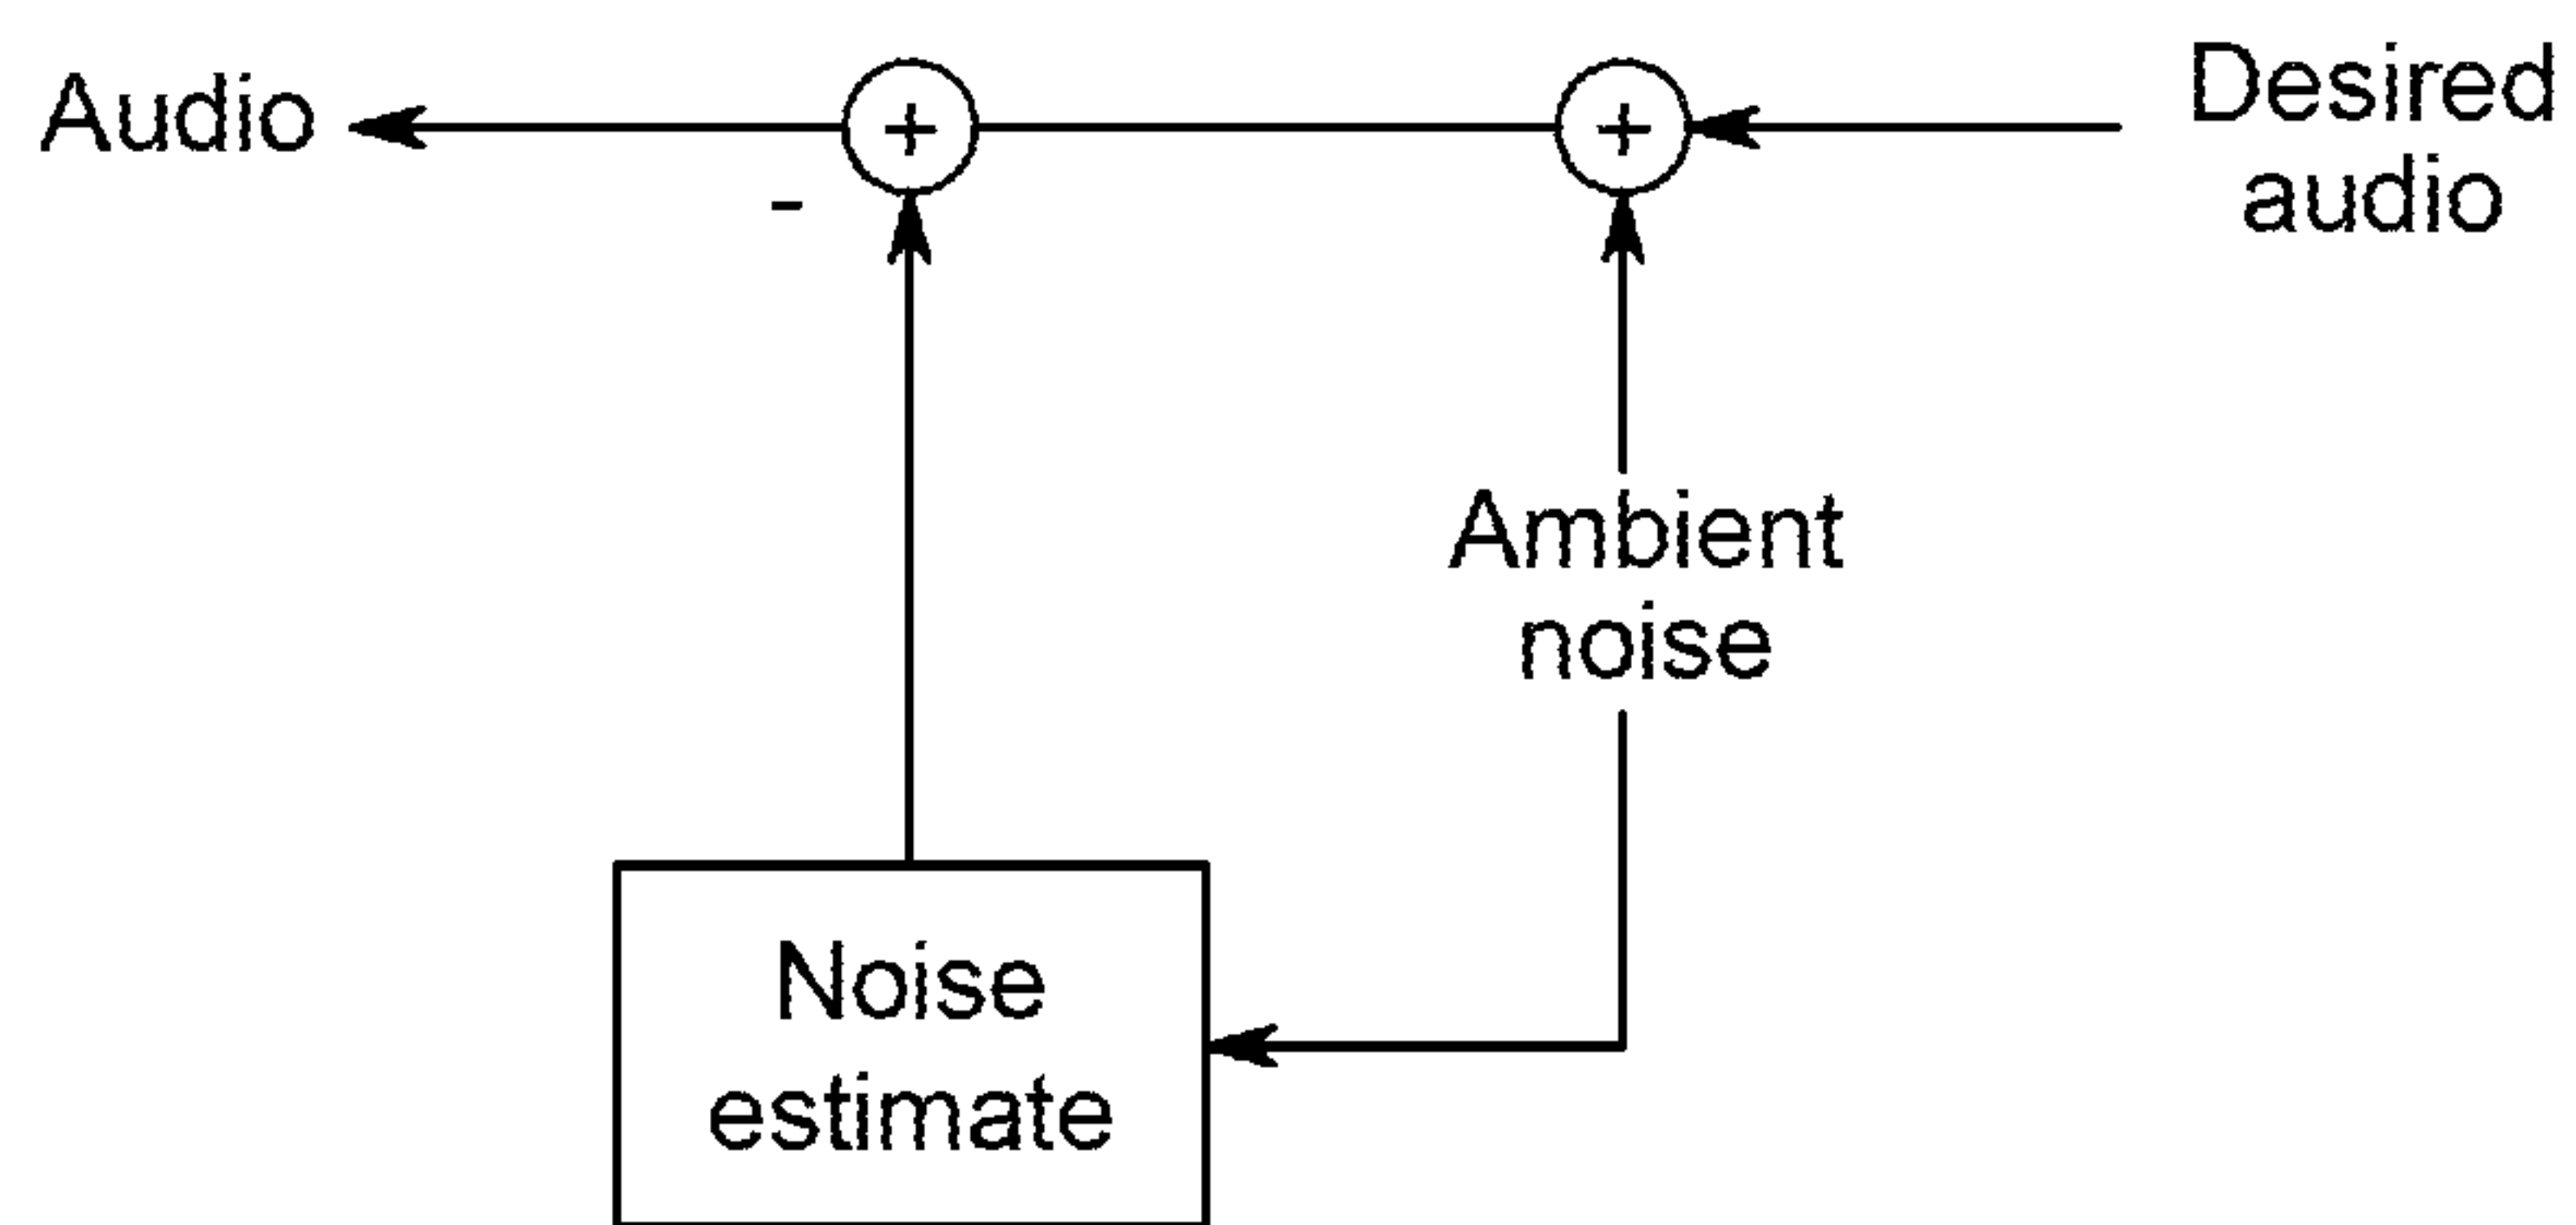 Audio
+
+
Desired
audio
-
Ambient
noise
Noise
estimate